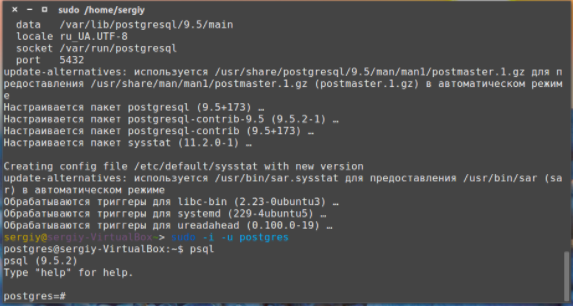 sudo /home/sergiy
data /var/lib/postgresql/9.5/main
locale ru_UA.UTF-8
socket /var/run/postgresql
port 5432
update-alternatives: используется /usr/share/postgresql/9.5/man/man1/postmaster.1.gz для п
редоставления /usr/share/man/man1/postmaster.1.gz (postmaster.1.gz) в автоматическом режим
е
Настраивается пакет postgresql (9.5+173) …
Настраивается пакет postgresql-contrib-9.5 (9.5.2-1) …
Настраивается пакет postgresql-contrib (9.5+173) …
Настраивается пакет sysstat (11.2.0-1) …
Creating config file /etc/default/sysstat with new version
update-alternatives: используется /usr/bin/sar.sysstat для предоставления /usr/bin/sar (sa
r) в автоматическом режиме
Обрабатываются триггеры для libc-bin (2.23-0ubuntu3) …
Обрабатываются триггеры для systemd (229-4ubuntu5) …
Обрабатываются триггеры для ureadahead (0.100.0-19) …
sergiy@sergiy-VirtualBox~> sudo -i -u postgres
postgres@sergiy-VirtualBox:~$ psql
psql (9.5.2)
Type "help" for help.
postgres=#